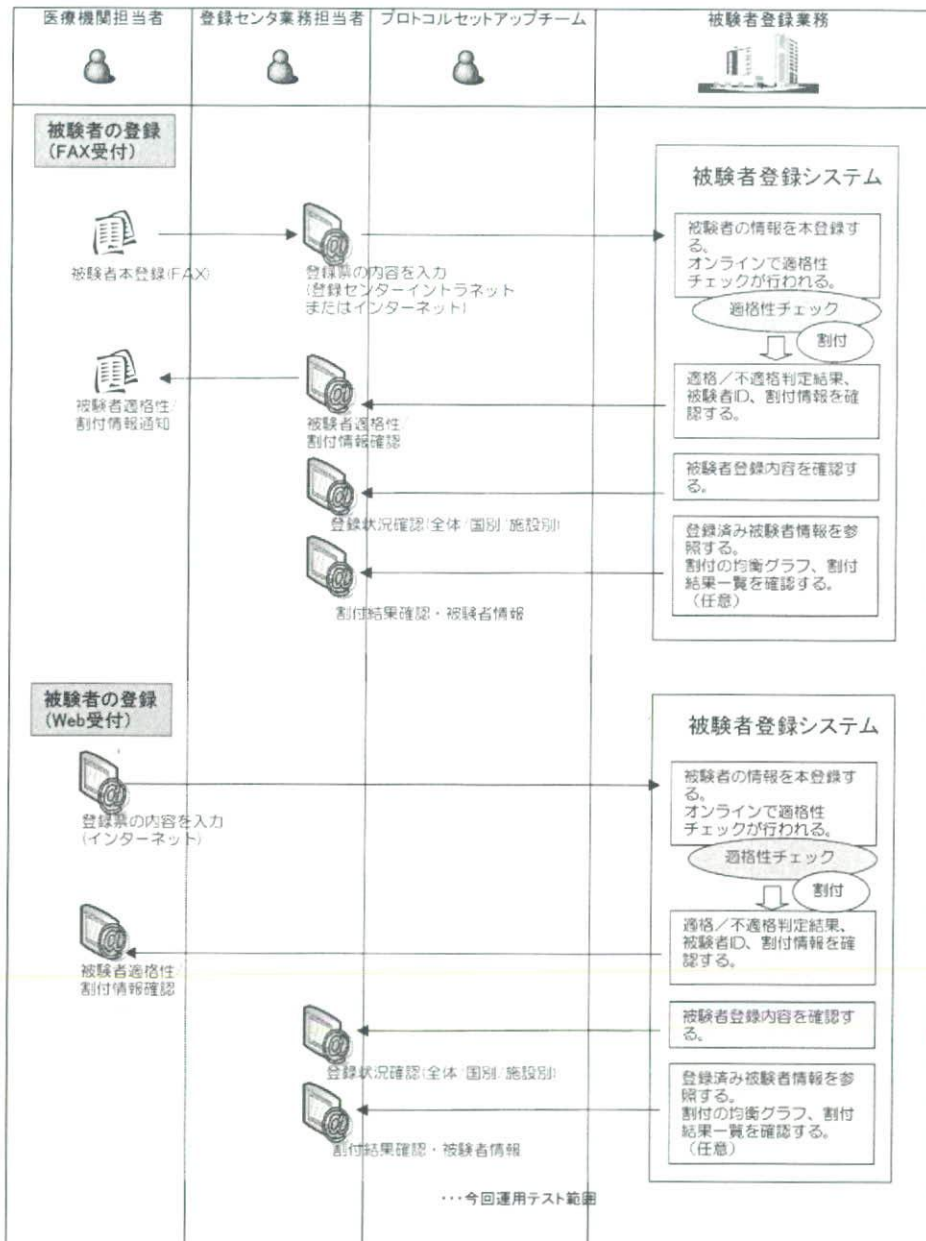 医療機関担当者
登録センタ業務担当者
プロトコルセットアップチーム
被験者登録業務
被験者の登録
(FAX受付)
被験者登録システム
被験者本登録(FAX)
登録票の内容を入力
(登録センターイントラネット
またはインターネット)
被験者の情報を本登録す
る。
オンラインで適格性
チェックが行われる。
適格性チェック
割付
被験者適格性/
割付情報通知
被験者適格性/
割付情報確認
適格/不適格判定結果、
被験者ID、割付情報を確
認する。
登録状況確認(全体/国別/施設別)
被験者登録内容を確認す
る。
割付結果確認・被験者情報
登録済み被験者情報を参
照する。
割付の均衡グラフ、割付
結果一覧を確認する。
(任意)
被験者の登録
(Web受付)
被験者登録システム
登録票の内容を入力
(インターネット)
被験者の情報を本登録す
る。
オンラインで適格性
チェックが行われる。
適格性チェック
割付
被験者適格性/
割付情報確認
適格/不適格判定結果、
被験者ID、割付情報を確
認する。
登録状況確認(全体/国別/施設別)
被験者登録内容を確認す
る。
割付結果確認・被験者情報
登録済み被験者情報を参
照する。
割付の均衡グラフ、割付
結果一覧を確認する。
(任意)
・・・今回運用テスト範囲